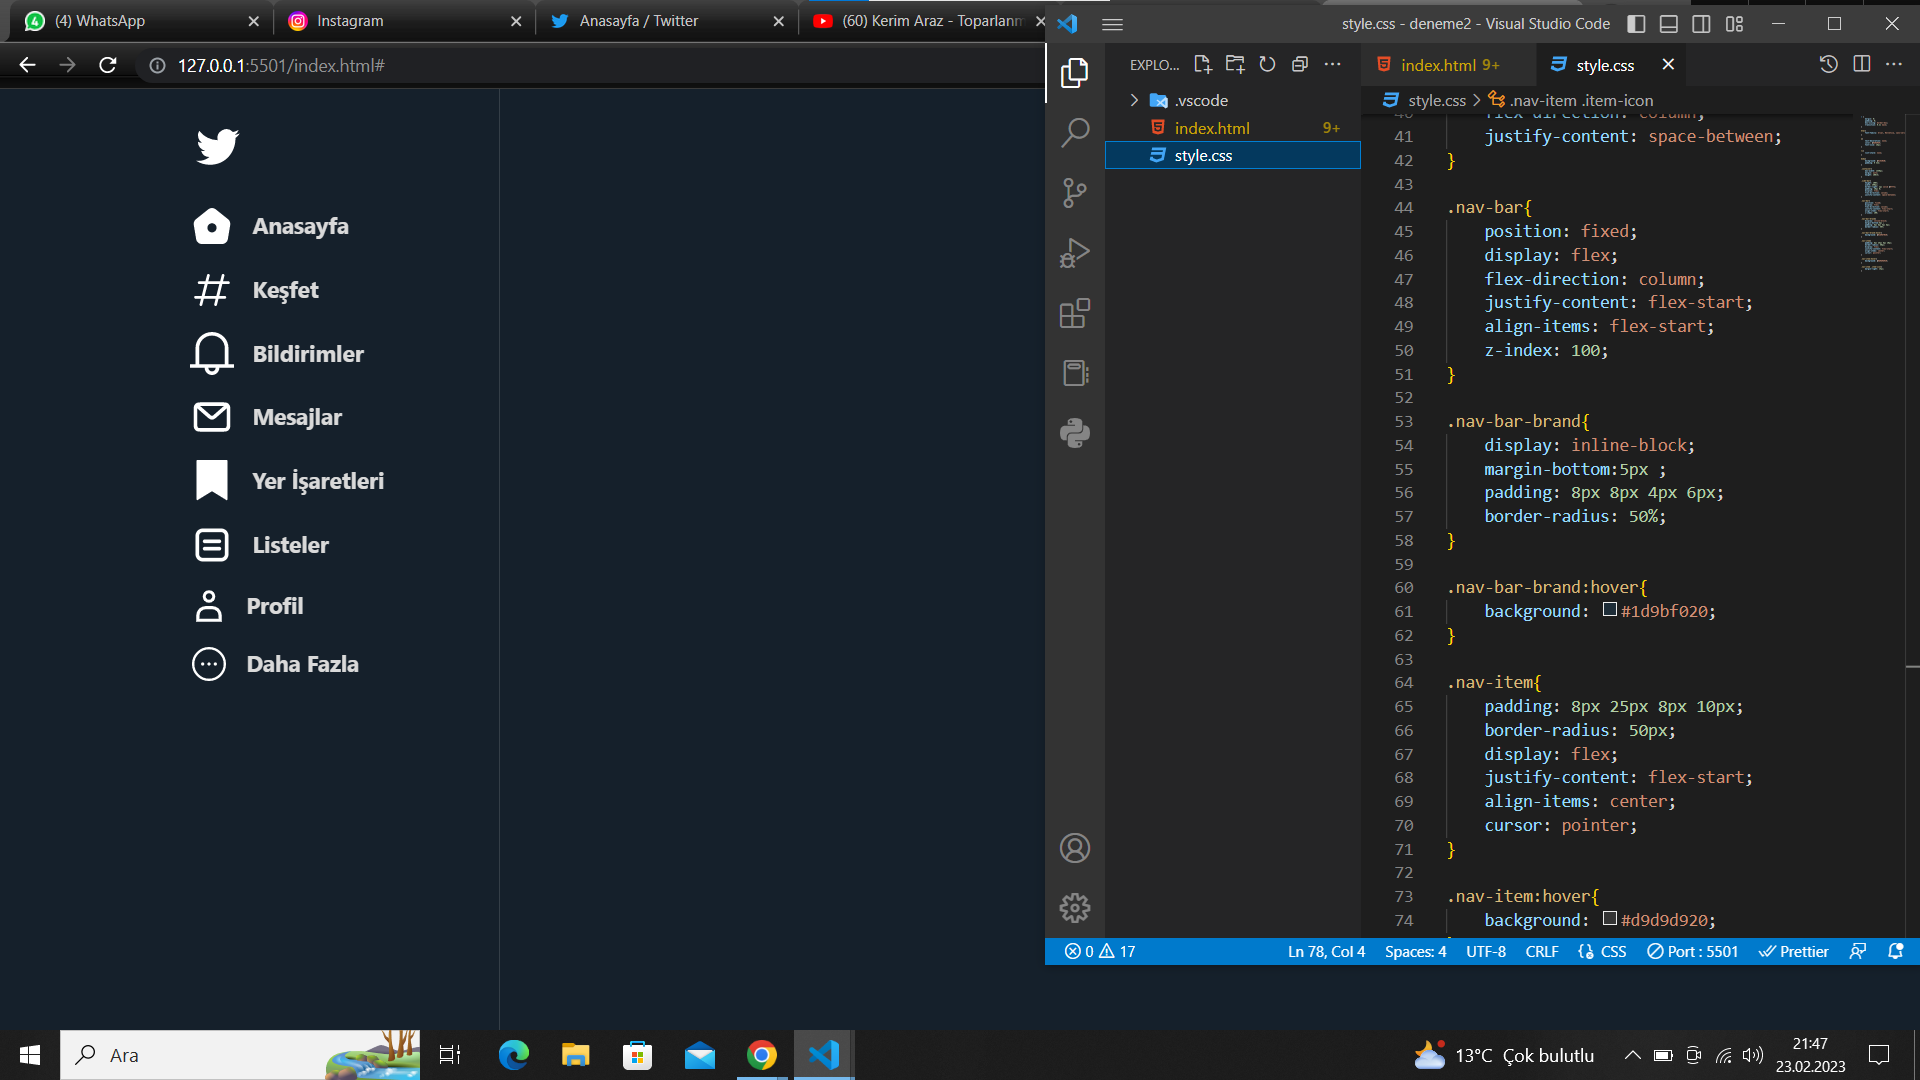 (4) WhatsApp
Instagram
Anasayfa / Twitter
(60) Kerim Araz - Toparlanm
127.0.0.1:5501/index.html#
Anasayfa
Keşfet
Bildirimler
Mesajlar
Yer İşaretleri
Listeler
Profil
Daha Fazla
style.css - deneme2 - Visual Studio Code
EXPLO...
.vscode
index.html 9+
style.css
index.html 9+
style.css
style.css > .nav-item .item-icon
40 flex-direction: column;
41 justify-content: space-between;
42 }
43
44 .nav-bar{
45 position: fixed;
46 display: flex;
47 flex-direction: column;
48 justify-content: flex-start;
49 align-items: flex-start;
50 z-index: 100;
51 }
52
53 .nav-bar-brand{
54 display: inline-block;
55 margin-bottom:5px ;
56 padding: 8px 8px 4px 6px;
57 border-radius: 50%;
58 }
59
60 .nav-bar-brand:hover{
61 background: #1d9bf020;
62 }
63
64 .nav-item{
65 padding: 8px 25px 8px 10px;
66 border-radius: 50px;
67 display: flex;
68 justify-content: flex-start;
69 align-items: center;
70 cursor: pointer;
71 }
72
73 .nav-item:hover{
74 background: #d9d9d920;
0 17
Ln 78, Col 4
Spaces: 4
UTF-8
CRLF
CSS
Port : 5501
Prettier
Ara
13°C Çok bulutlu
21:47
23.02.2023